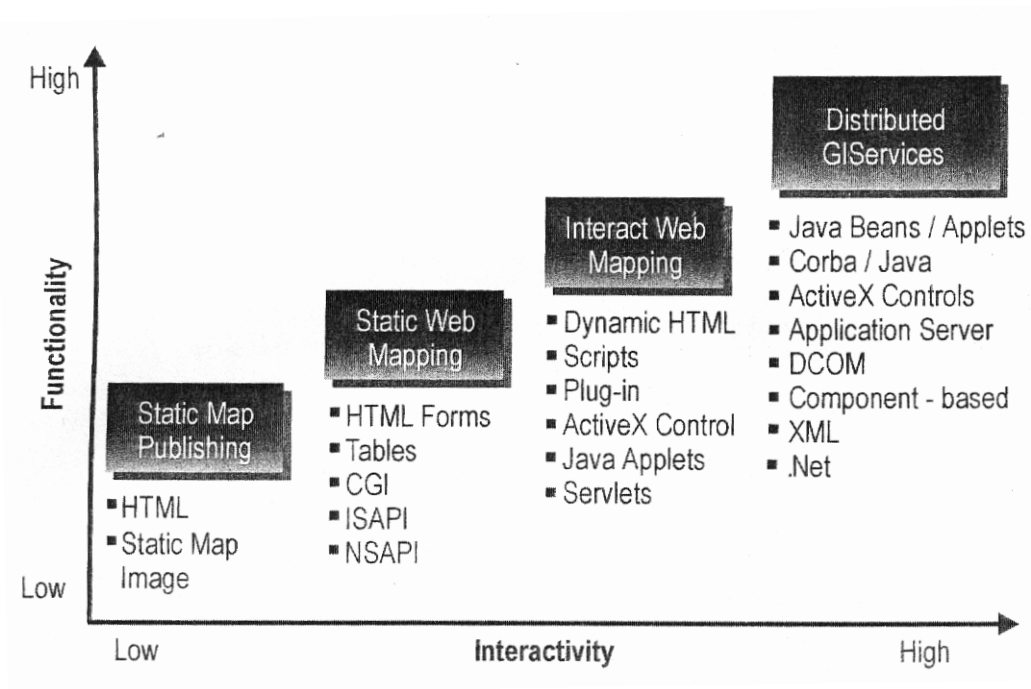 High
Functionality
Low
Static Map
Publishing
HTML
Static Map
Image
Static Web
Mapping
HTML Forms
Tables
CGI
ISAPI
NSAPI
Interact Web
Mapping
Dynamic HTML
Scripts
Plug-in
ActiveX Control
Java Applets
Servlets
Distributed
GIServices
Java Beans / Applets
Corba / Java
ActiveX Controls
Application Server
DCOM
Component - based
XML
.Net
Low
Interactivity
High